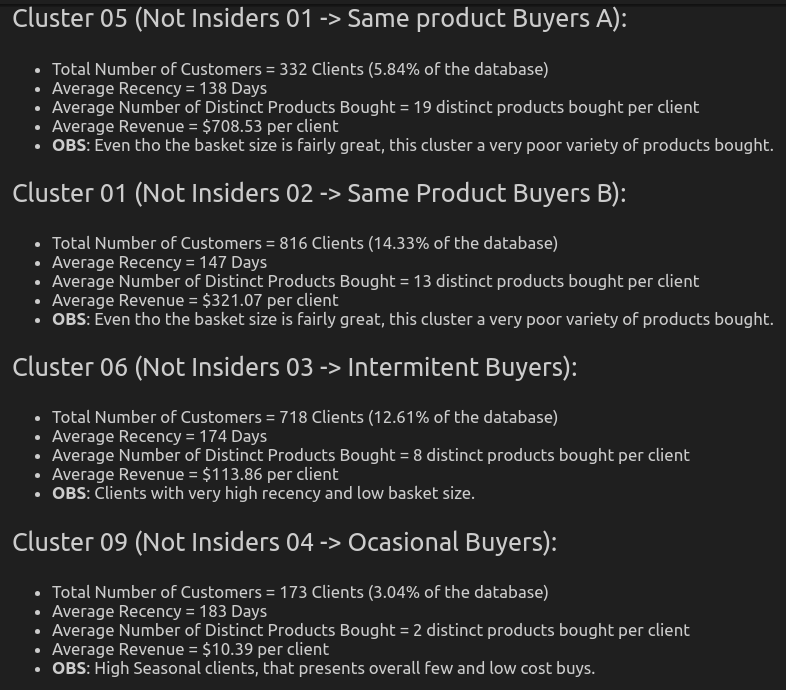 Cluster 05 (Not Insiders 01 -> Same product Buyers A):
• Total Number of Customers = 332 Clients (5.84% of the database)
• Average Recency = 138 Days
• Average Number of Distinct Products Bought = 19 distinct products bought per client
• Average Revenue = $708.53 per client
• OBS: Even tho the basket size is fairly great, this cluster a very poor variety of products bought.
Cluster 01 (Not Insiders 02 -> Same Product Buyers B):
• Total Number of Customers = 816 Clients (14.33% of the database)
• Average Recency = 147 Days
• Average Number of Distinct Products Bought = 13 distinct products bought per client
• Average Revenue = $321.07 per client
• OBS: Even tho the basket size is fairly great, this cluster a very poor variety of products bought.
Cluster 06 (Not Insiders 03 -> Intermitent Buyers):
• Total Number of Customers = 718 Clients (12.61% of the database)
• Average Recency = 174 Days
• Average Number of Distinct Products Bought = 8 distinct products bought per client
• Average Revenue = $113.86 per client
• OBS: Clients with very high recency and low basket size.
Cluster 09 (Not Insiders 04 -> Ocasional Buyers):
• Total Number of Customers = 173 Clients (3.04% of the database)
• Average Recency = 183 Days
• Average Number of Distinct Products Bought = 2 distinct products bought per client
• Average Revenue = $10.39 per client
• OBS: High Seasonal clients, that presents overall few and low cost buys.